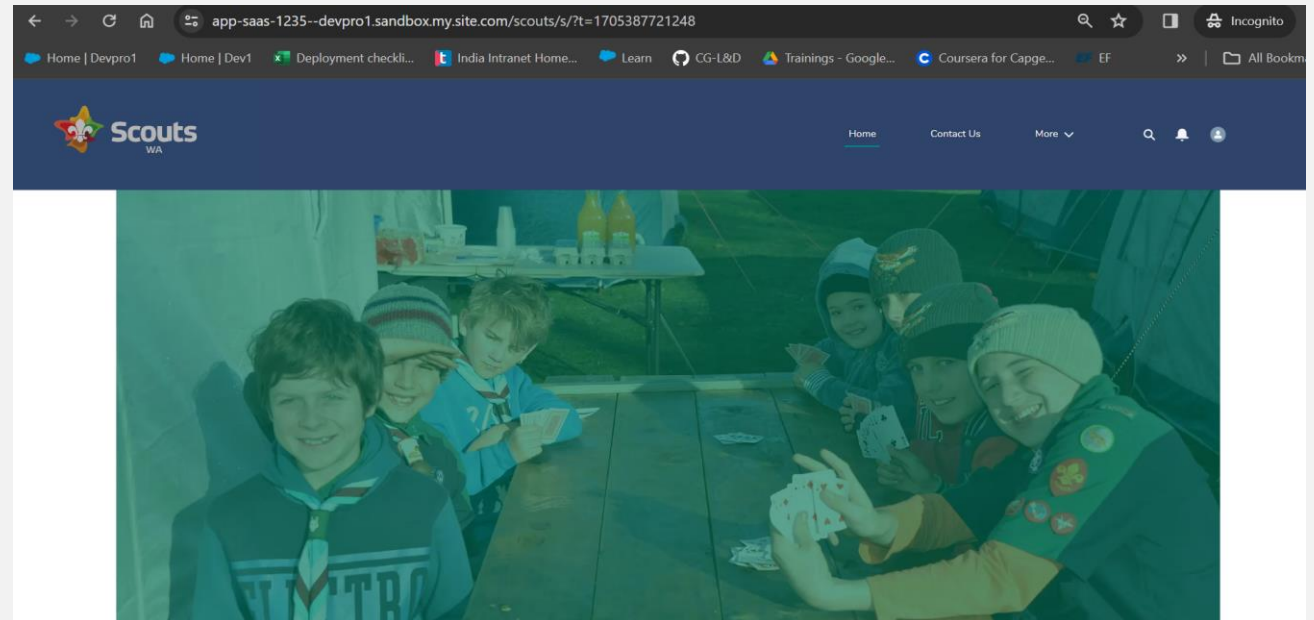 app-saas-1235--devpro1.sandbox.my.site.com/scouts/s/?t=1705387721248
Incognito
Home | Devpro1
Home | Dev1
Deployment checkli...
India Intranet Home...
Learn
CG-L&D
Trainings - Google...
Coursera for Capge...
EF
»
All Bookm
Scouts
WA
Home
Contact Us
More